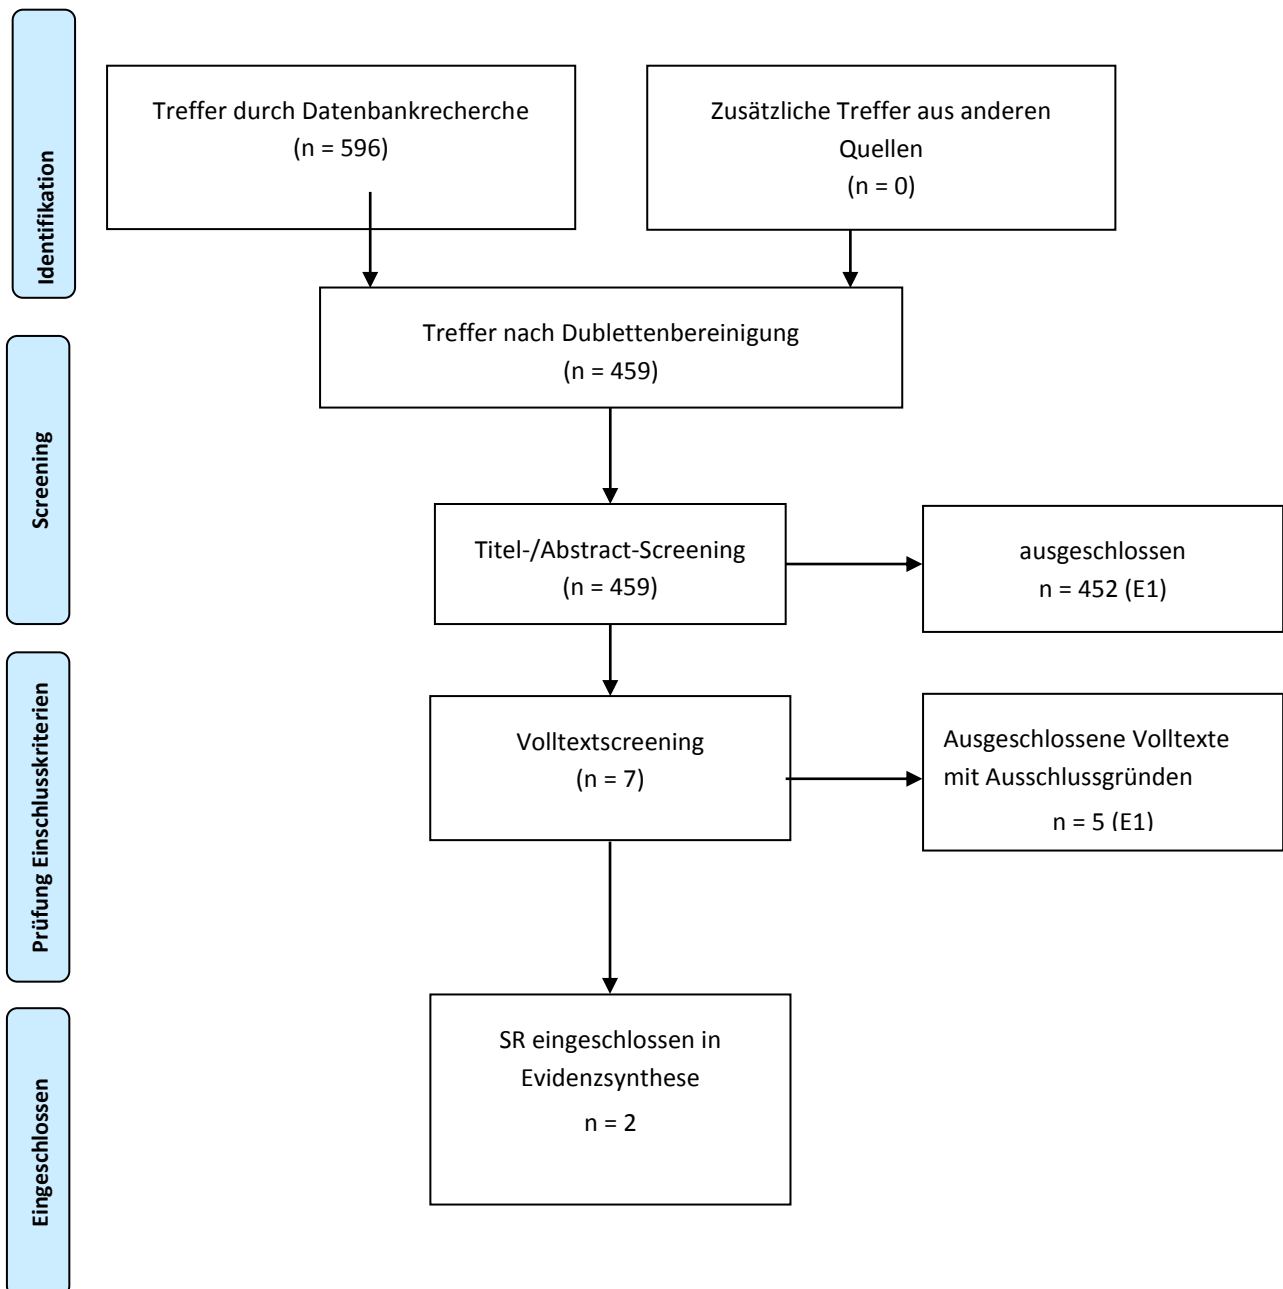 Identifikation
Treffer durch Datenbankrecherche
(n = 596)
Zusätzliche Treffer aus anderen
Quellen
(n = 0)
Treffer nach Dublettenbereinigung
(n = 459)
Screening
Titel-/Abstract-Screening
(n = 459)
ausgeschlossen
n = 452 (E1)
Prüfung Einschlusskriterien
Volltextscreening
(n = 7)
Ausgeschlossene Volltexte
mit Ausschlussgründen
n = 5 (E1)
Eingeschlossen
SR eingeschlossen in
Evidenzsynthese
n = 2